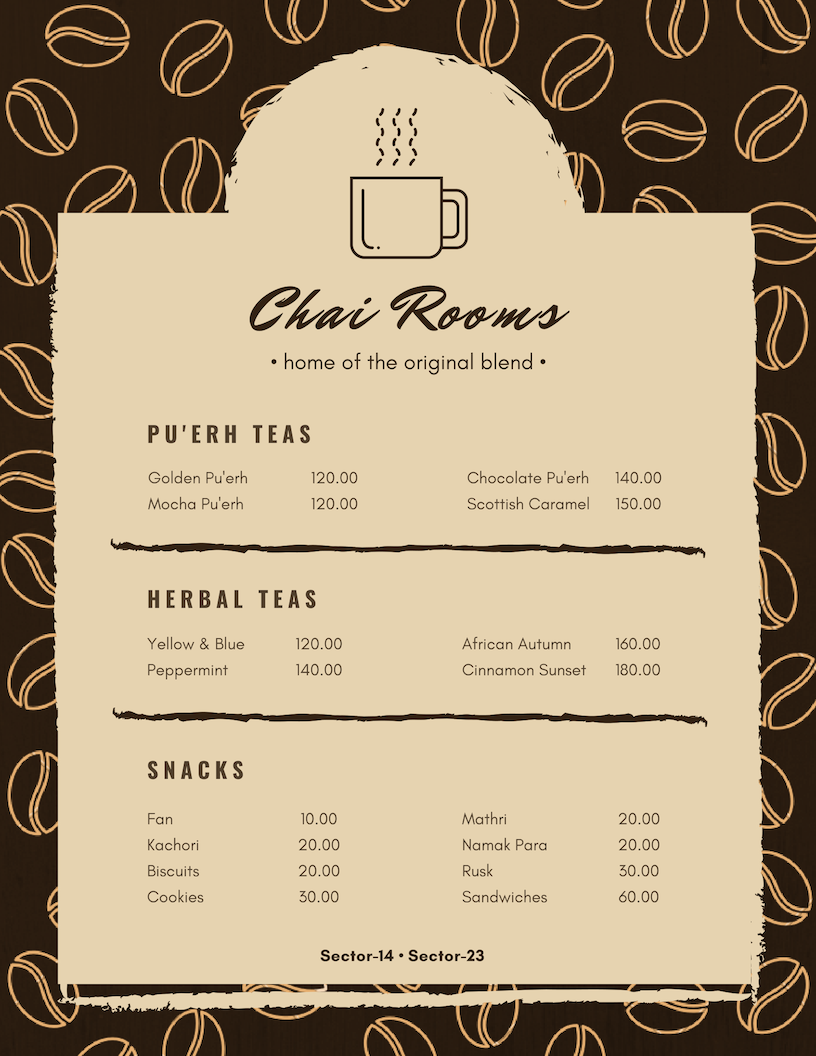 Chai Rooms
• home of the original blend •
PU'ERH TEAS
Golden Pu'erh 120.00 Chocolate Pu'erh 140.00
Mocha Pu'erh 120.00 Scottish Caramel 150.00
HERBAL TEAS
Yellow & Blue 120.00 African Autumn 160.00
Peppermint 140.00 Cinnamon Sunset 180.00
SNACKS
Fan 10.00 Mathri 20.00
Kachori 20.00 Namak Para 20.00
Biscuits 20.00 Rusk 30.00
Cookies 30.00 Sandwiches 60.00
Sector-14 • Sector-23